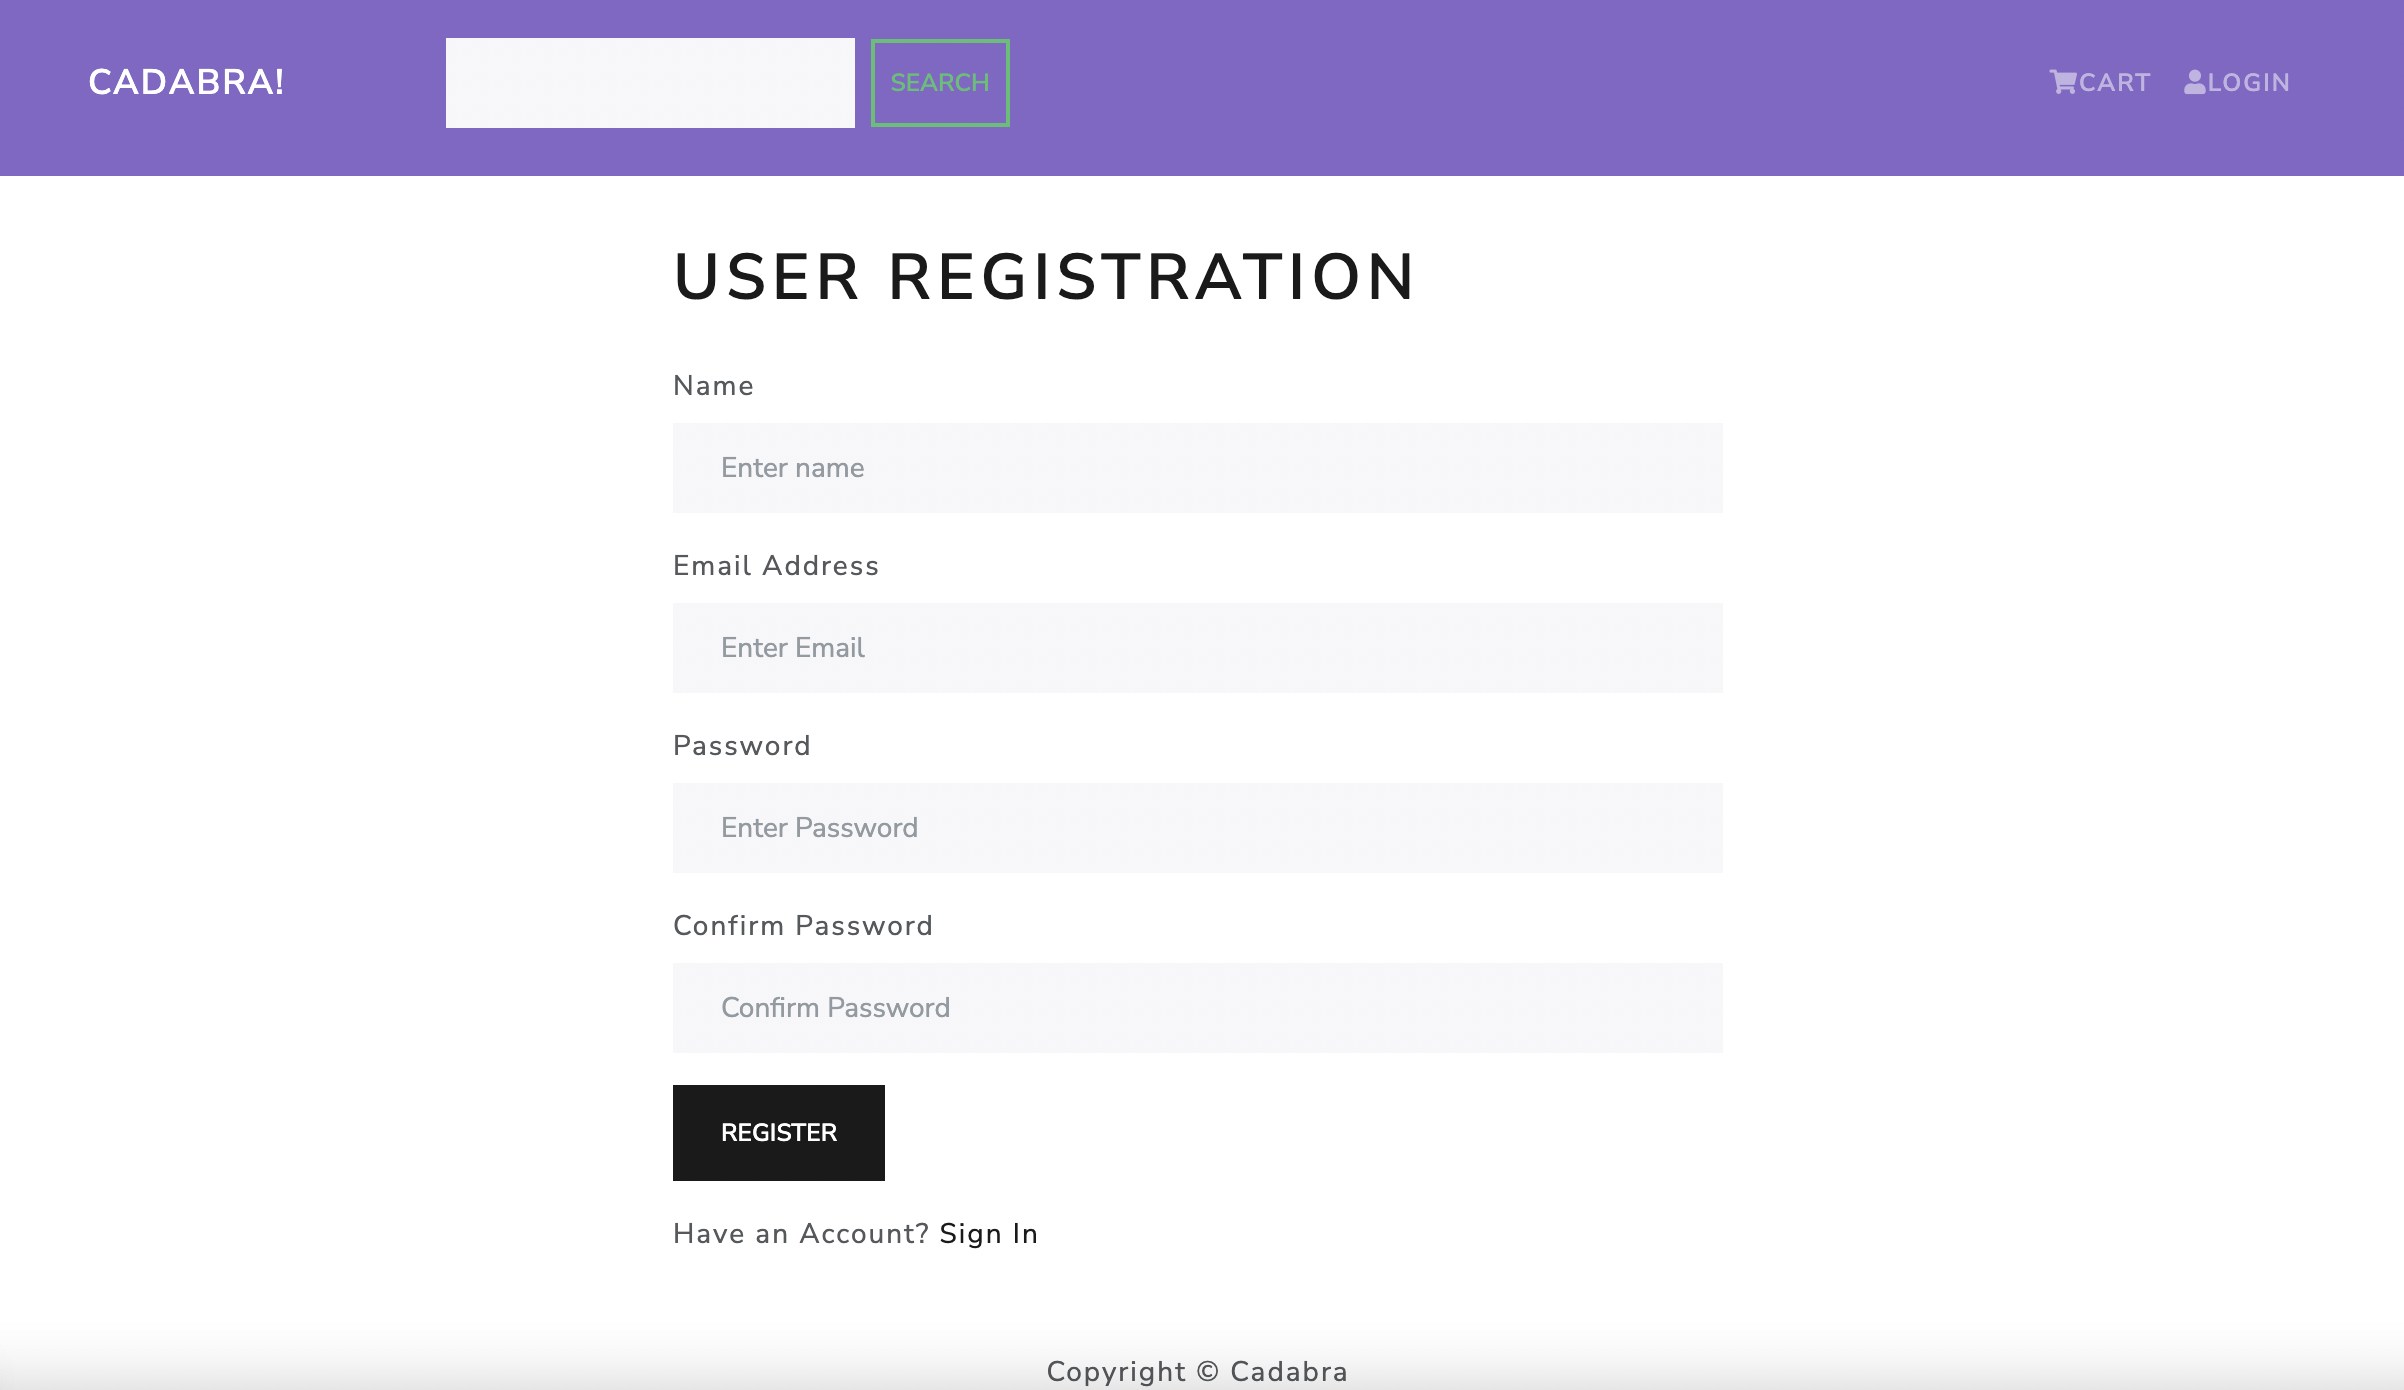 CADABRA!
SEARCH
CART
LOGIN
USER REGISTRATION
Name
Enter name
Email Address
Enter Email
Password
Enter Password
Confirm Password
Confirm Password
REGISTER
Have an Account? Sign In
Copyright © Cadabra